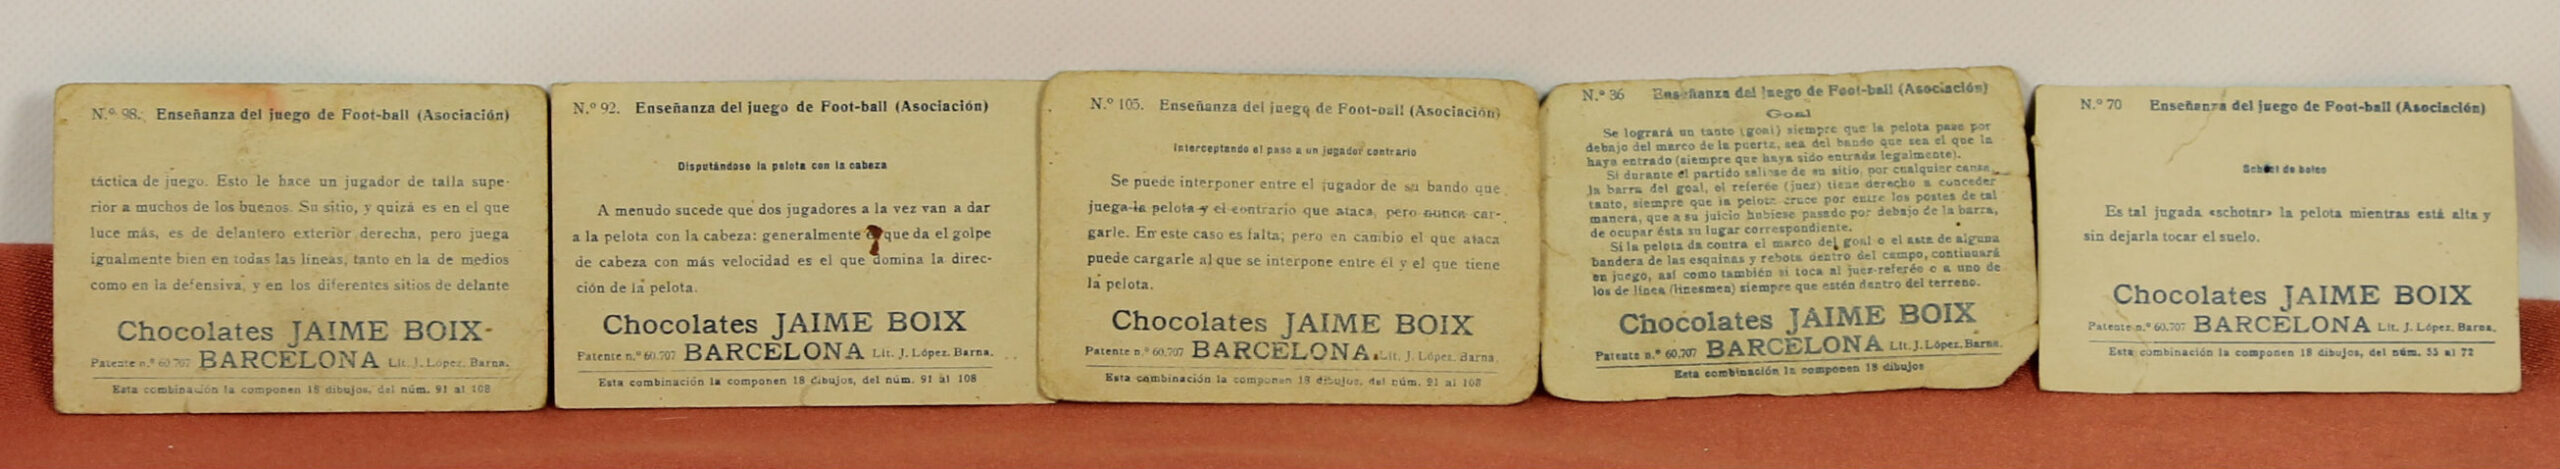 N.º 98. Enseñanza del juego de Foot-ball (Asociación)
táctica de juego. Esto le hace un jugador de talla supe-
rior a muchos de los buenos. Su sitio, y quizá es en el que
luce más, es de delantero exterior derecha, pero juega
igualmente bien en todas las líneas, tanto en la de medios
como en la defensiva, y en los diferentes sitios de delante
Chocolates JAIME BOIX
Patente n.º 60.707 BARCELONA Lit. J. López. Barna.
Esta combinación la componen 18 dibujos, del núm. 91 al 108
N.º 92. Enseñanza del juego de Foot-ball (Asociación)
Disputándose la pelota con la cabeza
A menudo sucede que dos jugadores a la vez van a dar
a la pelota con la cabeza: generalmente el que da el golpe
de cabeza con más velocidad es el que domina la direc-
ción de la pelota.
Chocolates JAIME BOIX
Patente n.º 60.707 BARCELONA Lit. J. López. Barna.
Esta combinación la componen 18 dibujos, del núm. 91 al 108
N.º 105. Enseñanza del juego de Foot-ball (Asociación)
Interceptando el paso a un jugador contrario
Se puede interponer entre el jugador de su bando que
juega la pelota y el contrario que ataca, pero nunca car-
garle. En este caso es falta; pero en cambio el que ataca
puede cargarle al que se interpone entre él y el que tiene
la pelota.
Chocolates JAIME BOIX
Patente n.º 60.707 BARCELONA Lit. J. López. Barna.
Esta combinación la componen 18 dibujos, del núm. 91 al 108
N.º 36 Enseñanza del juego de Foot-ball (Asociación)
Goal
Se logrará un tanto (goal) siempre que la pelota pase por
debajo del marco de la puerta, sea del bando que sea el que la
haya entrado (siempre que haya sido entrada legalmente).
Si durante el partido saliese de su sitio, por cualquier causa,
la barra del goal, el referée (juez) tiene derecho a conceder
tanto, siempre que la pelota cruce por entre los postes de tal
manera, que a su juicio hubiese pasado por debajo de la barra,
de ocupar ésta su lugar correspondiente.
Si la pelota da contra el marco del goal o el asta de alguna
bandera de las esquinas y rebota dentro del campo, continuará
en juego, así como también si toca al juez-referée o a uno de
los de línea (linesmen) siempre que estén dentro del terreno.
Chocolates JAIME BOIX
Patente n.º 60.707 BARCELONA Lit. J. López. Barna.
Esta combinación la componen 18 dibujos
N.º 70 Enseñanza del juego de Foot-ball (Asociación)
Schoot de boleo
Es tal jugada «schotar» la pelota mientras está alta y
sin dejarla tocar el suelo.
Chocolates JAIME BOIX
Patente n.º 60.707 BARCELONA Lit. J. López. Barna.
Esta combinación la componen 18 dibujos, del núm. 55 al 72